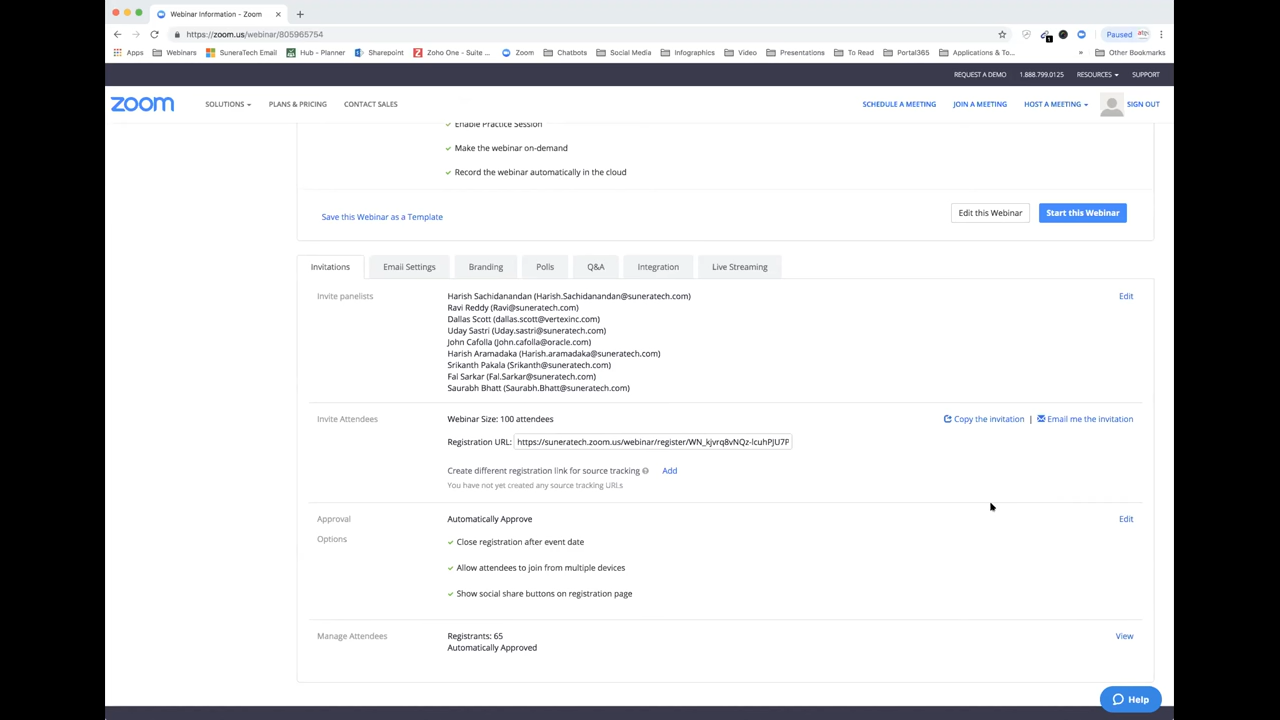 Webinar Information - Zoom
https://zoom.us/webinar/805965754
Paused
Apps Webinars SuneraTech Email Hub - Planner Sharepoint Zoho One - Suite ... Zoom Chatbots Social Media Infographics Video Presentations To Read Portal365 Applications & To... » Other Bookmarks
REQUEST A DEMO 1.888.799.0125 RESOURCES SUPPORT
zoom SOLUTIONS PLANS & PRICING CONTACT SALES SCHEDULE A MEETING JOIN A MEETING HOST A MEETING SIGN OUT
Enable Practice Session
Make the webinar on-demand
Record the webinar automatically in the cloud
Save this Webinar as a Template Edit this Webinar Start this Webinar
Invitations Email Settings Branding Polls Q&A Integration Live Streaming
Invite panelists Harish Sachidanandan (Harish.Sachidanandan@suneratech.com) Edit
Ravi Reddy (Ravi@suneratech.com)
Dallas Scott (dallas.scott@vertexinc.com)
Uday Sastri (Uday.sastri@suneratech.com)
John Cafolla (John.cafolla@oracle.com)
Harish Aramadaka (Harish.aramadaka@suneratech.com)
Srikanth Pakala (Srikanth@suneratech.com)
Fal Sarkar (Fal.Sarkar@suneratech.com)
Saurabh Bhatt (Saurabh.Bhatt@suneratech.com)
Invite Attendees Webinar Size: 100 attendees Copy the invitation | Email me the invitation
Registration URL: https://suneratech.zoom.us/webinar/register/WN_kjvrq8vNQz-lcuhPJU7P
Create different registration link for source tracking Add
You have not yet created any source tracking URLs
Approval Automatically Approve Edit
Options Close registration after event date
Allow attendees to join from multiple devices
Show social share buttons on registration page
Manage Attendees Registrants: 65 View
Automatically Approved
Help